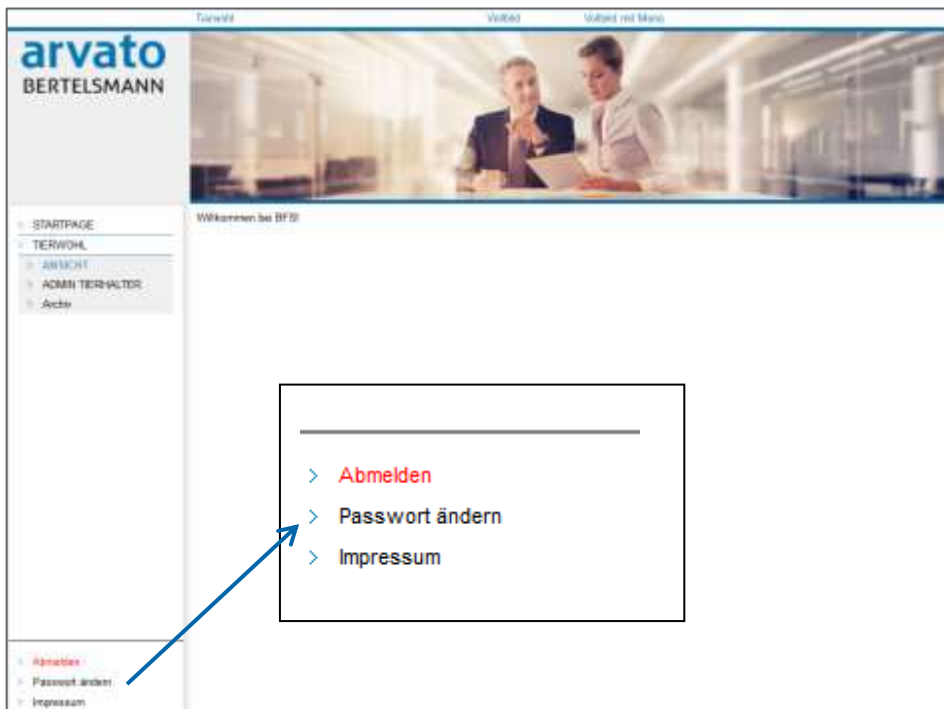 Tierwohl Vollbild Vollbild mit Menü
arvato
BERTELSMANN
STARTPAGE
TIERWOHL
ANSICHT
ADMIN TIERHALTER
Archiv
Willkommen bei BFS!
Abmelden
Passwort ändern
Impressum
Abmelden
Passwort ändern
Impressum